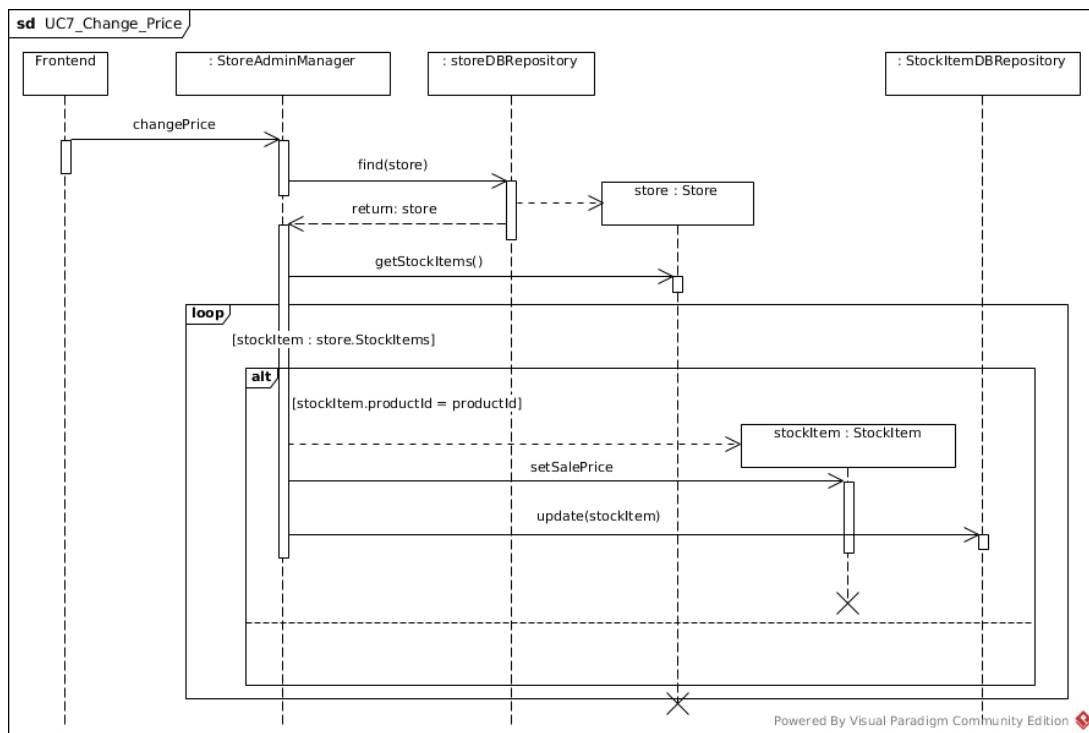 sd UC7_Change_Price
Frontend
: StoreAdminManager
: storeDBRepository
: StockItemDBRepository
changePrice
find(store)
store : Store
return: store
getStockItems()
loop
[stockItem : store.StockItems]
alt
[stockItem.productId = productId]
stockItem : StockItem
setSalePrice
update(stockItem)
Powered By Visual Paradigm Community Edition